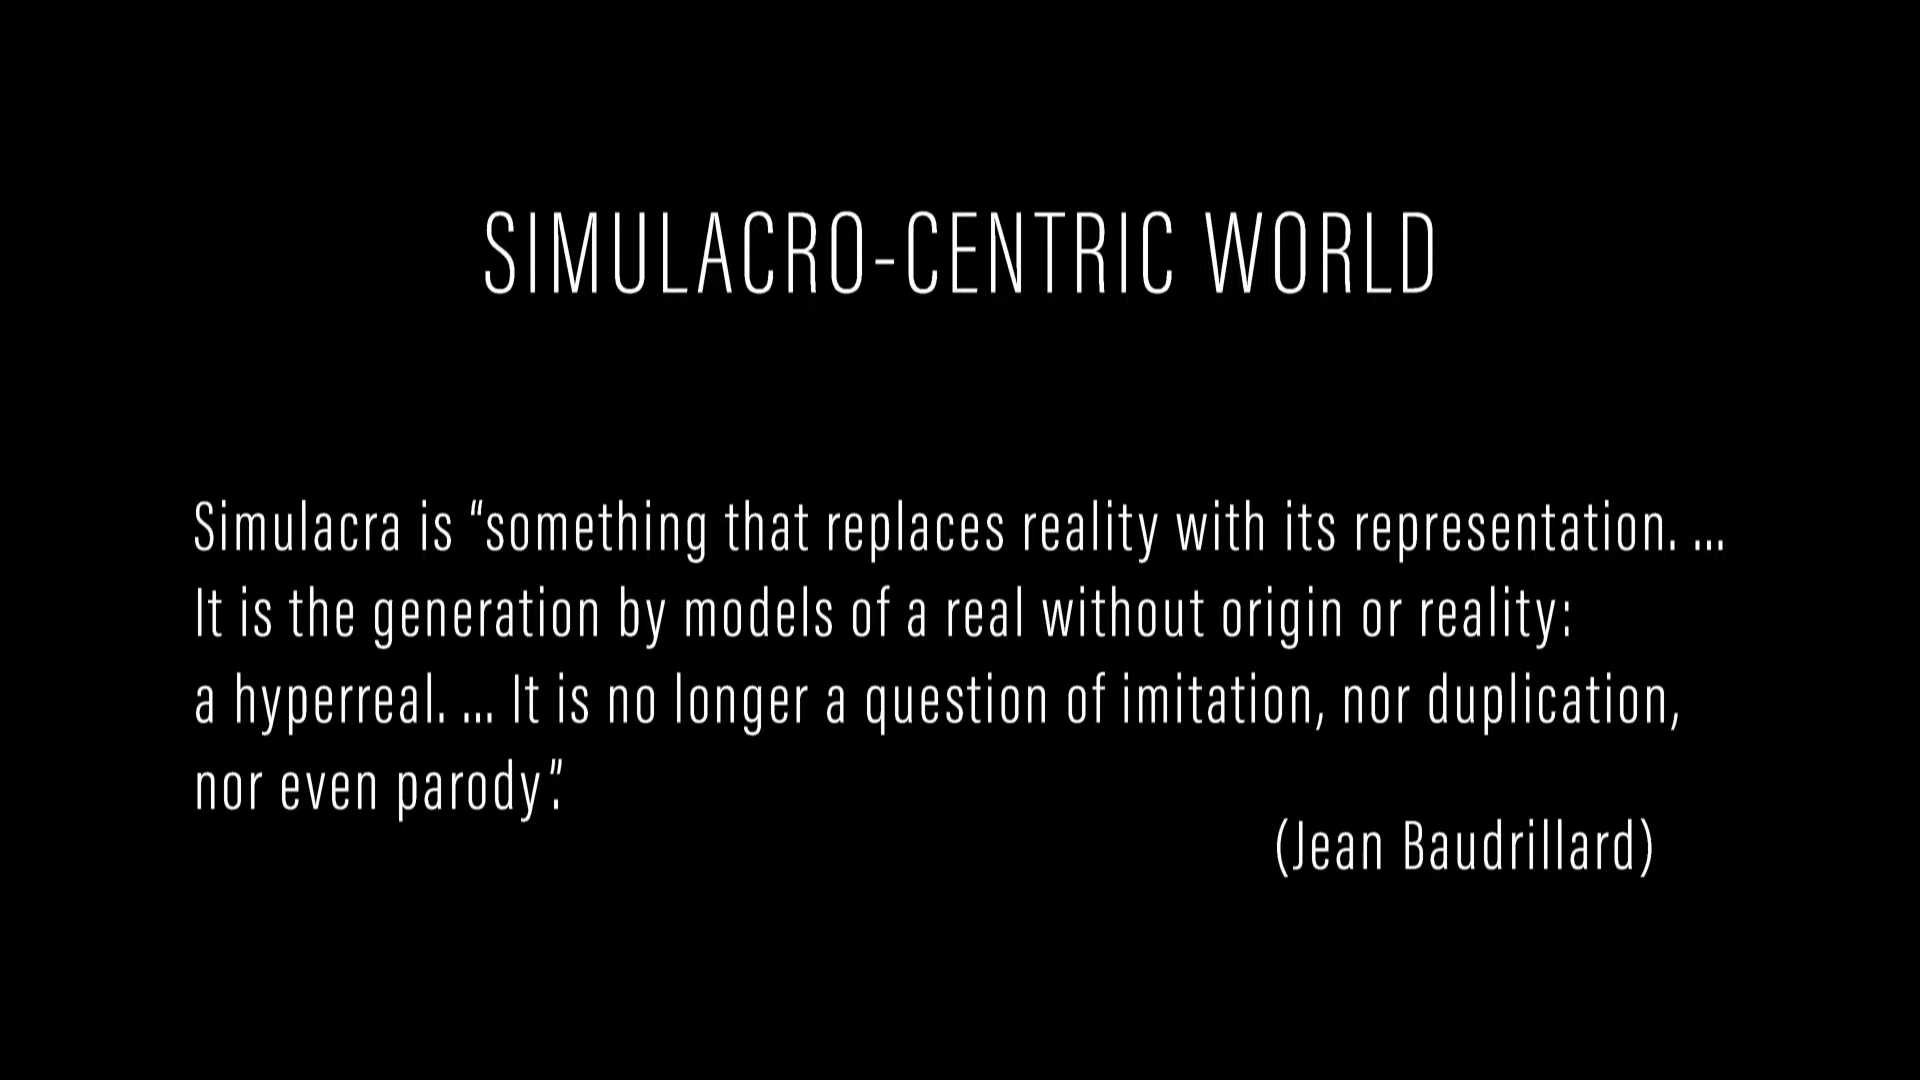 SIMULACRO-CENTRIC WORLD
Simulacra is “something that replaces reality with its representation. ...
It is the generation by models of a real without origin or reality:
a hyperreal. ... It is no longer a question of imitation, nor duplication,
nor even parody”.
(Jean Baudrillard)